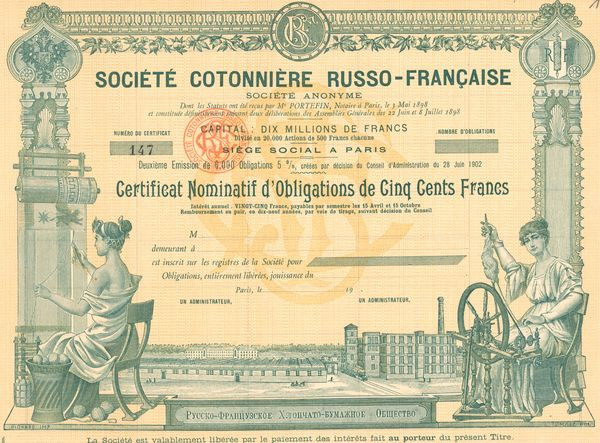 SOCIÉTÉ COTONNIÈRE RUSSO-FRANÇAISE
SOCIÉTÉ ANONYME
Dont les Statuts ont été reçus par Me PORTEFIN, Notaire à Paris, le 3 Mai 1898
et constituée définitivement suivant deux délibérations des Assemblées Générales des 22 Juin et 8 Juillet 1898
NUMÉRO DU CERTIFICAT
147
CAPITAL : DIX MILLIONS DE FRANCS
Divisé en 20.000 Actions de 500 Francs chacune
SIÈGE SOCIAL A PARIS
NOMBRE D'OBLIGATIONS
Deuxième Emission de 6,000 Obligations 5 %, créées par décision du Conseil d'Administration du 28 Juin 1902
Certificat Nominatif d'Obligations de Cinq Cents Francs
Intérêt annuel : VINGT-CINQ Francs, payables par semestre les 15 Avril et 15 Octobre
Remboursement au pair, en dix-neuf années, par voie de tirage, suivant décision du Conseil
M
demeurant à
est inscrit sur les registres de la Société pour
Obligations, entièrement libérées, jouissance du
Paris, le 19 .
UN ADMINISTRATEUR,
UN ADMINISTRATEUR,
Русско-Французское Хлопчато-Бумажное Общество
La Société est valablement libérée par le paiement des intérêts fait au porteur du présent Titre.